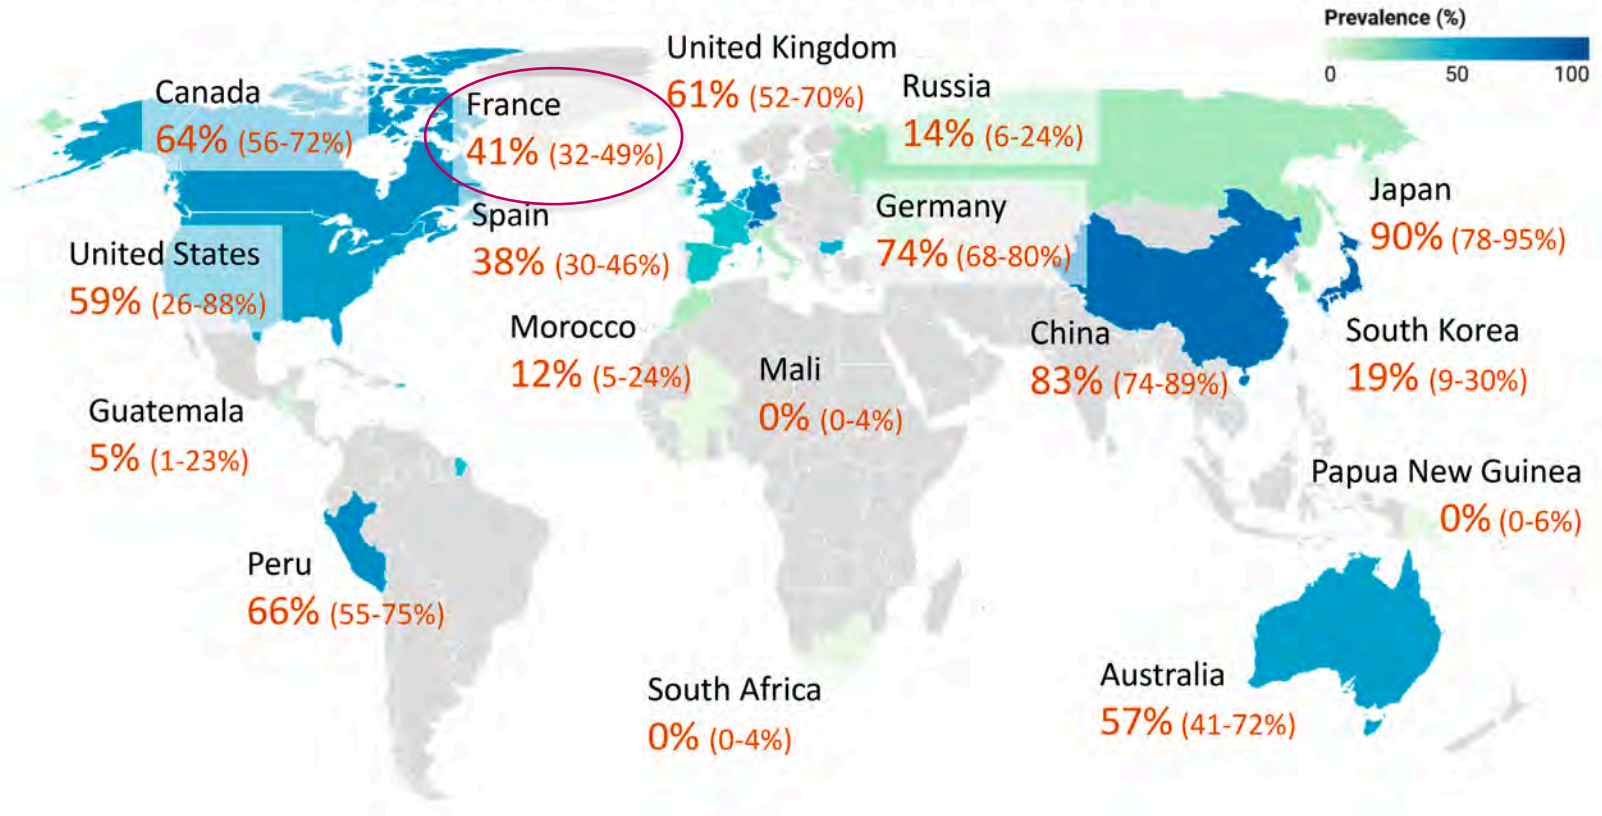 Prevalence (%)
0 50 100
United Kingdom
61% (52-70%)
Canada
64% (56-72%)
France
41% (32-49%)
Russia
14% (6-24%)
Spain
38% (30-46%)
Germany
74% (68-80%)
Japan
90% (78-95%)
United States
59% (26-88%)
Morocco
12% (5-24%)
Mali
0% (0-4%)
China
83% (74-89%)
South Korea
19% (9-30%)
Guatemala
5% (1-23%)
Papua New Guinea
0% (0-6%)
Peru
66% (55-75%)
South Africa
0% (0-4%)
Australia
57% (41-72%)